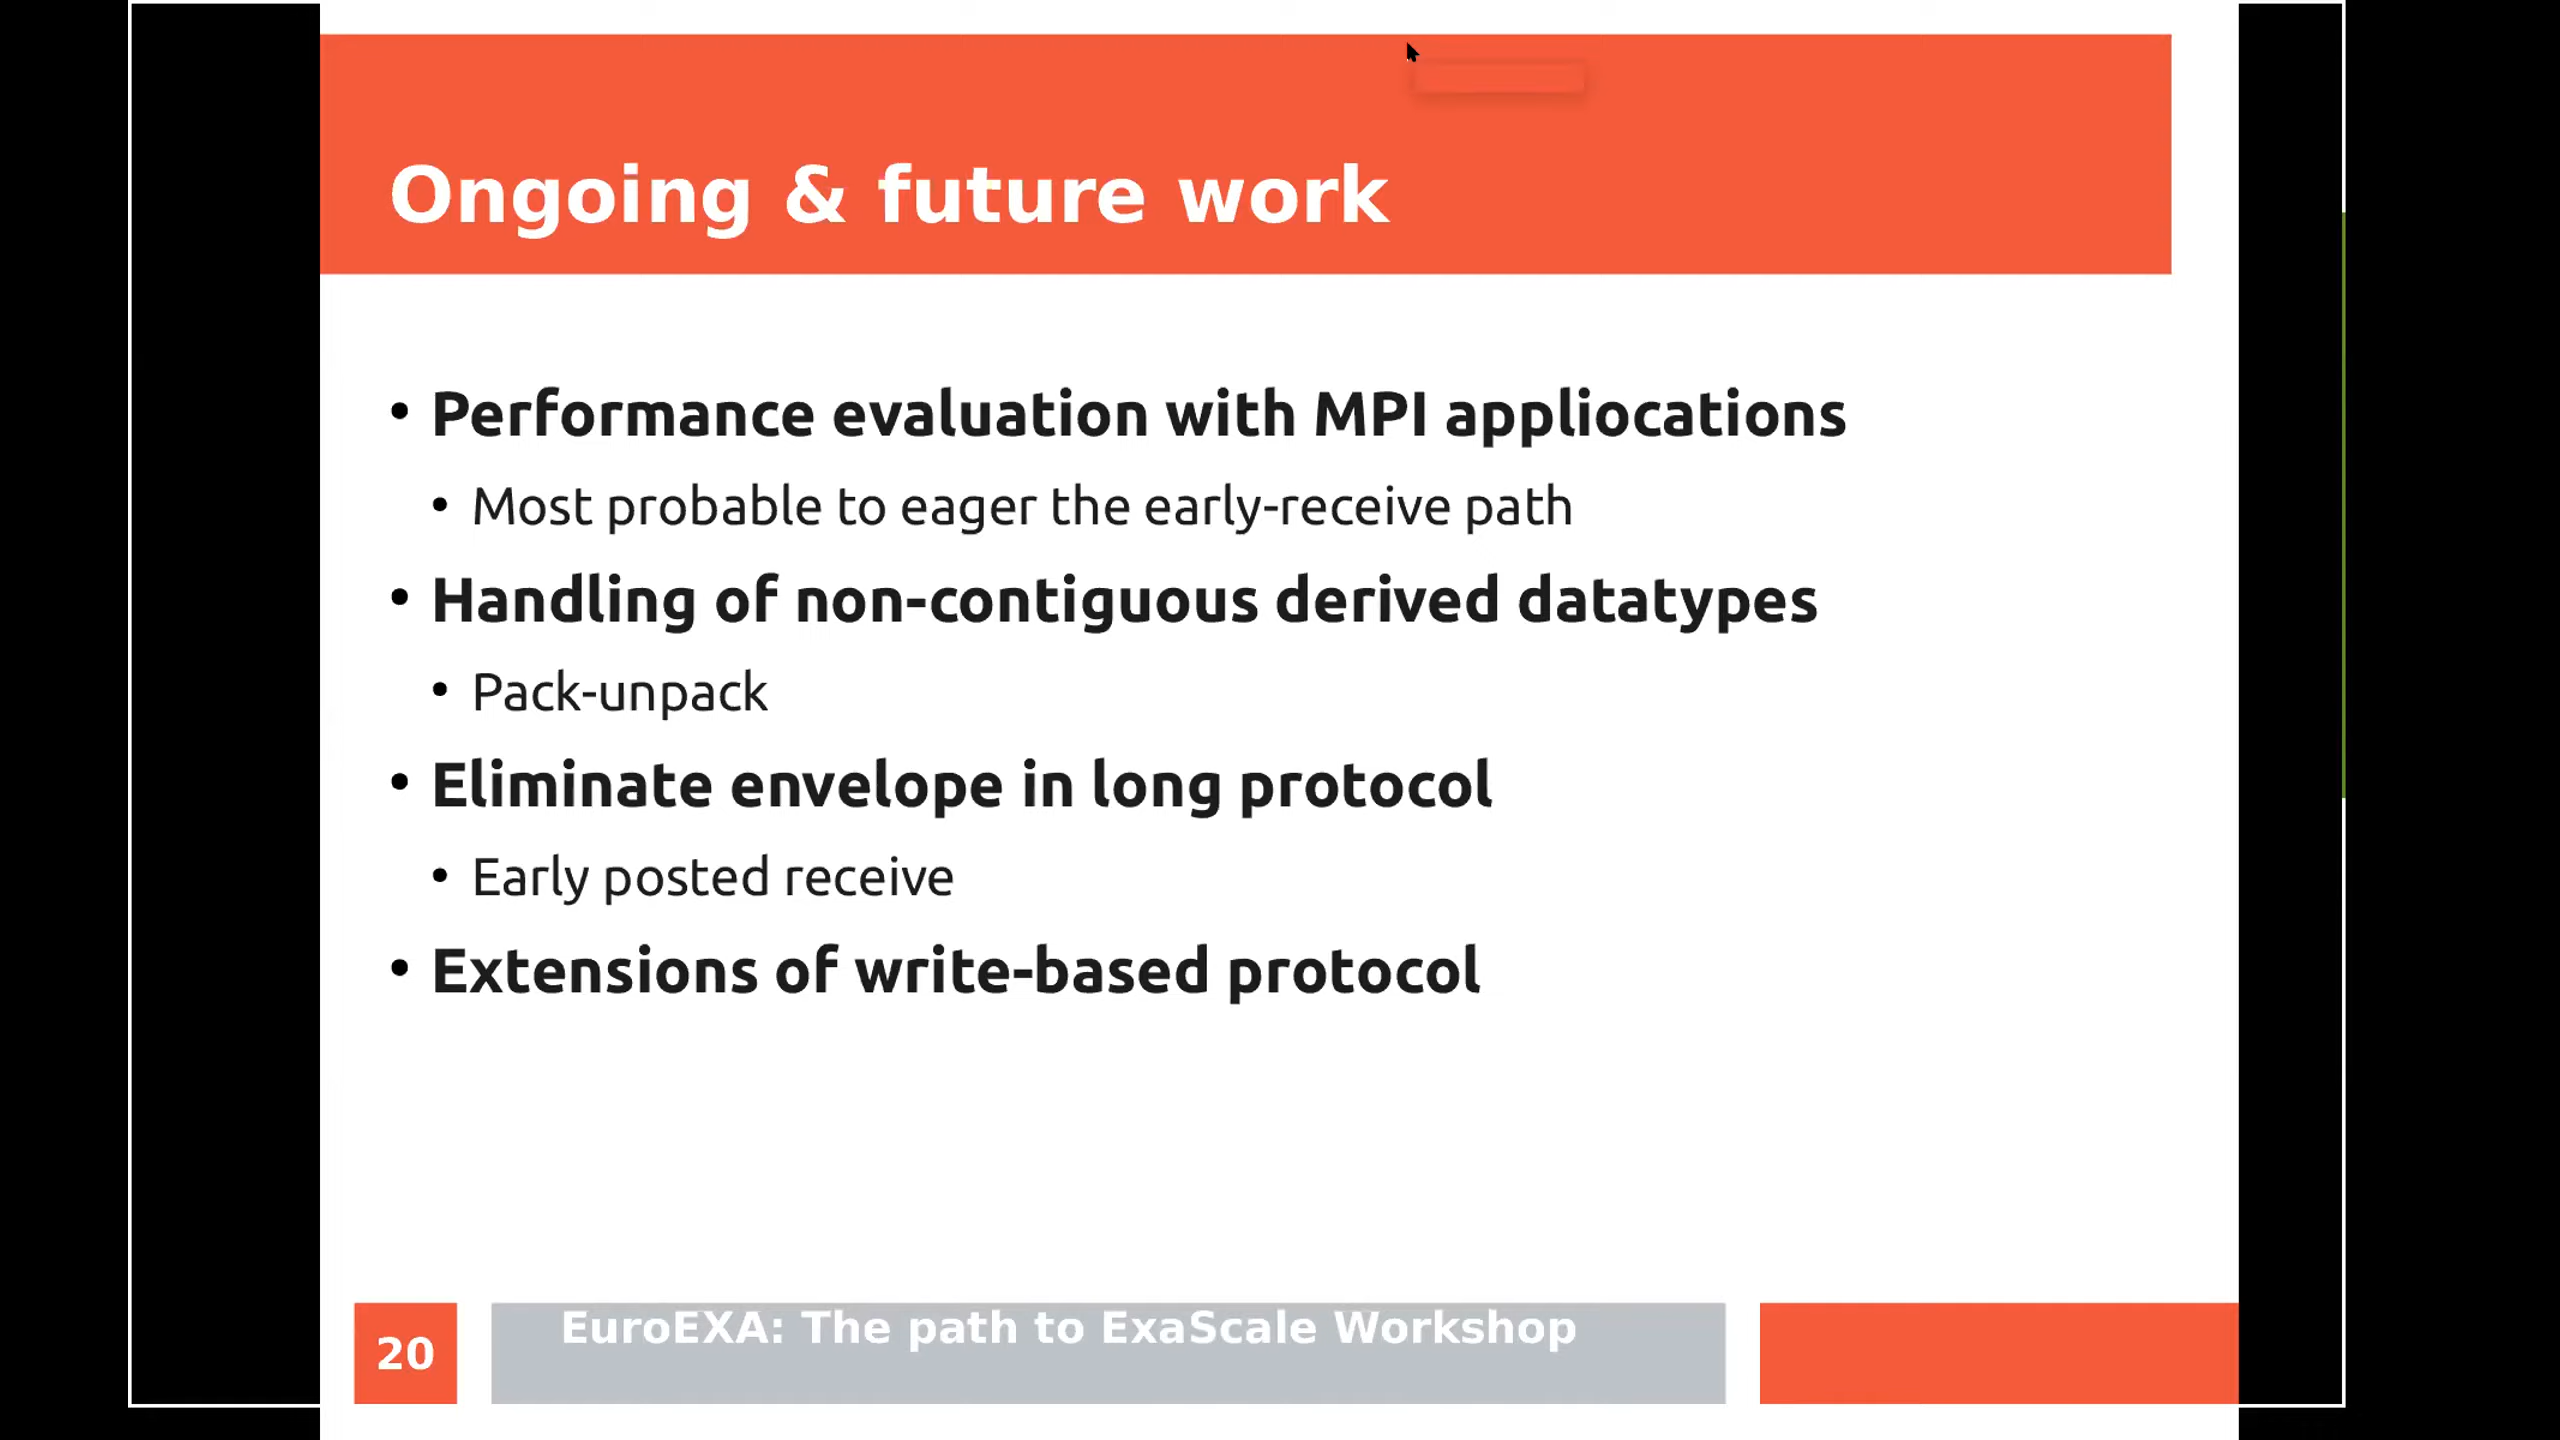 Ongoing & future work
• Performance evaluation with MPI appliocations
• Most probable to eager the early-receive path
• Handling of non-contiguous derived datatypes
• Pack-unpack
• Eliminate envelope in long protocol
• Early posted receive
• Extensions of write-based protocol
20
EuroEXA: The path to ExaScale Workshop